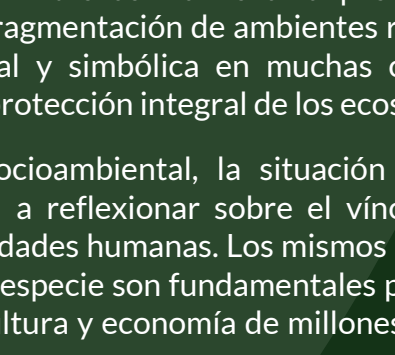 ragmentación de ambientes
al y simbólica en muchas
rotección integral de los ecos
ocioambiental, la situación
a reflexionar sobre el vínc
dades humanas. Los mismos
especie son fundamentales p
ltura y economía de millones